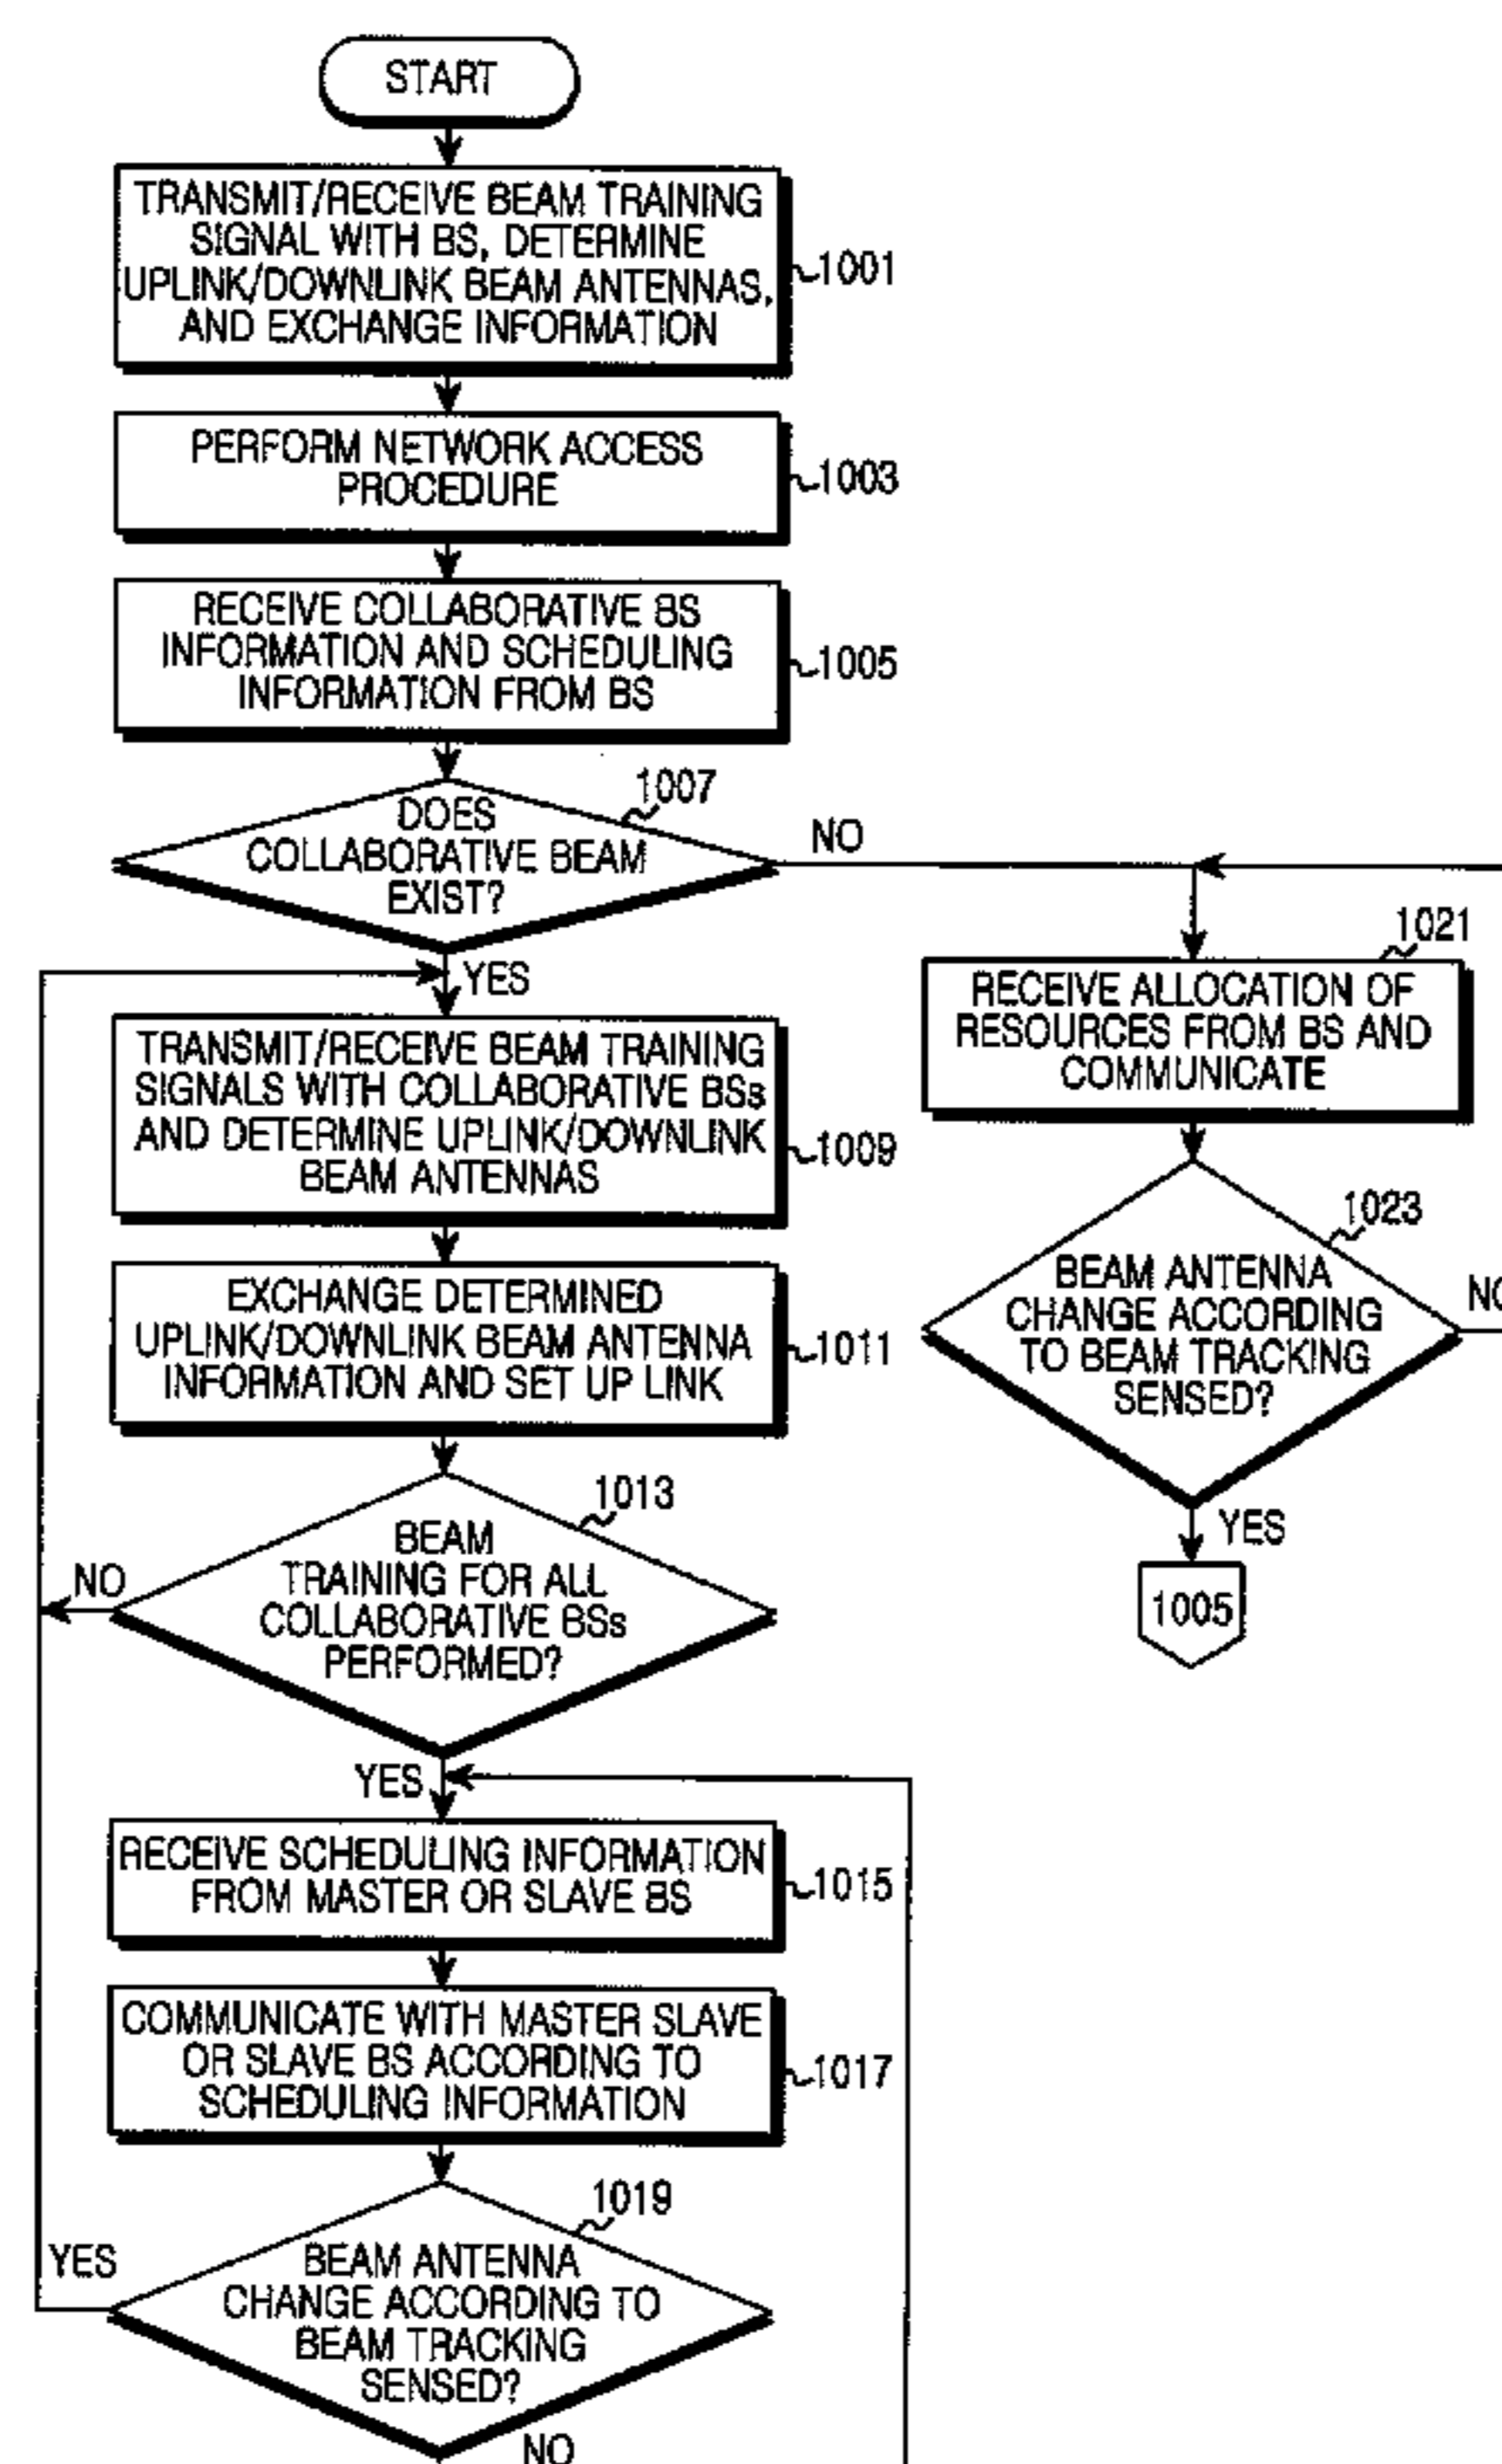 START
TRANSMIT/RECEIVE BEAM TRAINING
SIGNAL WITH BS, DETERMINE
UPLINK/DOWNLINK BEAM ANTENNAS,
AND EXCHANGE INFORMATION
1001
PERFORM NETWORK ACCESS
PROCEDURE
1003
RECEIVE COLLABORATIVE BS
INFORMATION AND SCHEDULING
INFORMATION FROM BS
1005
1007
DOES
COLLABORATIVE BEAM
EXIST?
NO
YES
TRANSMIT/RECEIVE BEAM TRAINING
SIGNALS WITH COLLABORATIVE BSs
AND DETERMINE UPLINK/DOWNLINK
BEAM ANTENNAS
1009
EXCHANGE DETERMINED
UPLINK/DOWNLINK BEAM ANTENNA
INFORMATION AND SET UP LINK
1011
1013
BEAM
TRAINING FOR ALL
COLLABORATIVE BSs
PERFORMED?
NO
YES
RECEIVE SCHEDULING INFORMATION
FROM MASTER OR SLAVE BS
1015
COMMUNICATE WITH MASTER SLAVE
OR SLAVE BS ACCORDING TO
SCHEDULING INFORMATION
1017
1019
BEAM ANTENNA
CHANGE ACCORDING TO
BEAM TRACKING
SENSED?
YES
NO
1021
RECEIVE ALLOCATION OF
RESOURCES FROM BS AND
COMMUNICATE
1023
BEAM ANTENNA
CHANGE ACCORDING
TO BEAM TRACKING
SENSED?
NO
YES
1005